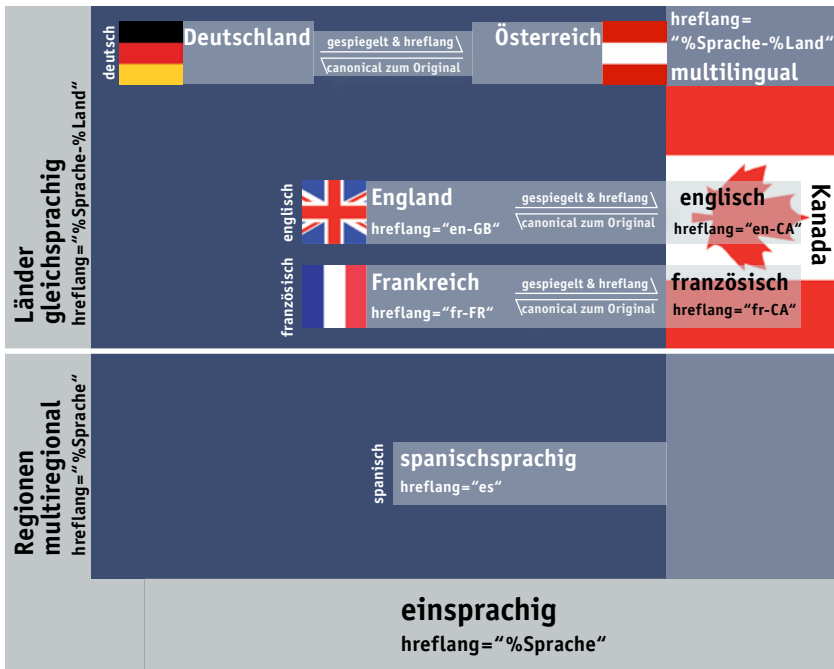 deutsch
Deutschland
gespiegelt & hreflang
canonical zum Original
Österreich
hreflang=
“%Sprache-%Land“
multilingual
Länder
gleichsprachig
hreflang=“%Sprache-% Land“
englisch
England
hreflang=“en-GB“
gespiegelt & hreflang
canonical zum Original
englisch
hreflang=“en-CA“
Kanada
französisch
Frankreich
hreflang=“fr-FR“
gespiegelt & hreflang
canonical zum Original
französisch
hreflang=“fr-CA“
Regionen
multiregional
hreflang=“%Sprache“
spanisch
spanischsprachig
hreflang=“es“
einsprachig
hreflang=“%Sprache“